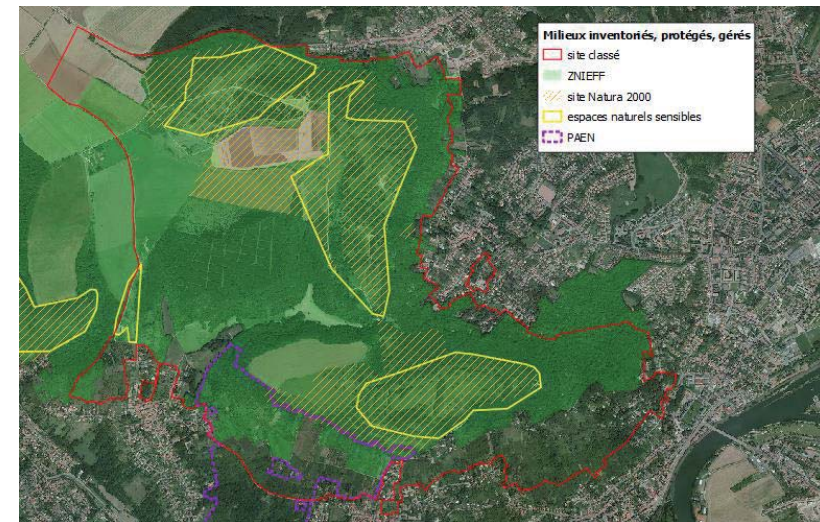 Milieux inventoriés, protégés, gérés
site classé
ZNIEFF
site Natura 2000
espaces naturels sensibles
PAEN